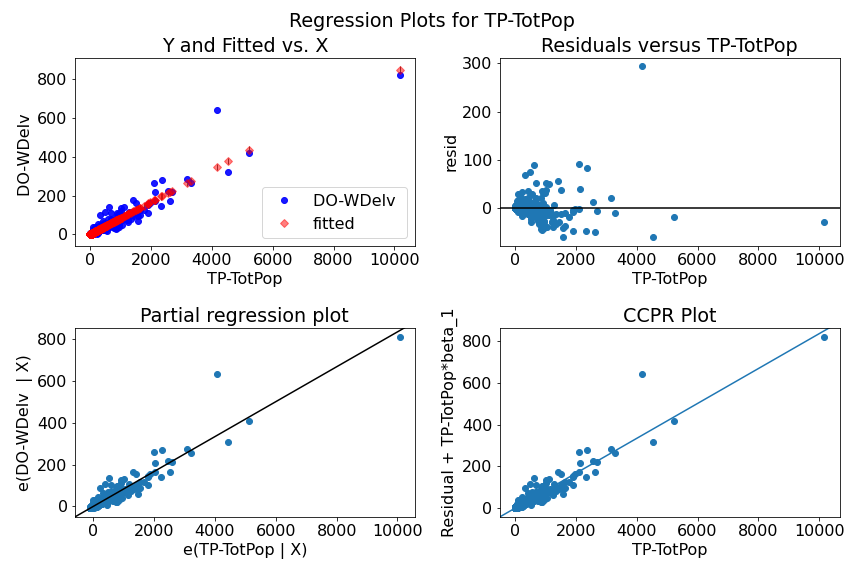 Regression Plots for TP-TotPop
Y and Fitted vs. X
DO-WDelv
800
600
400
200
0
DO-WDelv
fitted
0 2000 4000 6000 8000 10000
TP-TotPop
Residuals versus TP-TotPop
resid
300
200
100
0
0 2000 4000 6000 8000 10000
TP-TotPop
Partial regression plot
e(DO-WDelv | X)
800
600
400
200
0
0 2000 4000 6000 8000 10000
e(TP-TotPop | X)
CCPR Plot
Residual + TP-TotPop*beta_1
800
600
400
200
0
0 2000 4000 6000 8000 10000
TP-TotPop